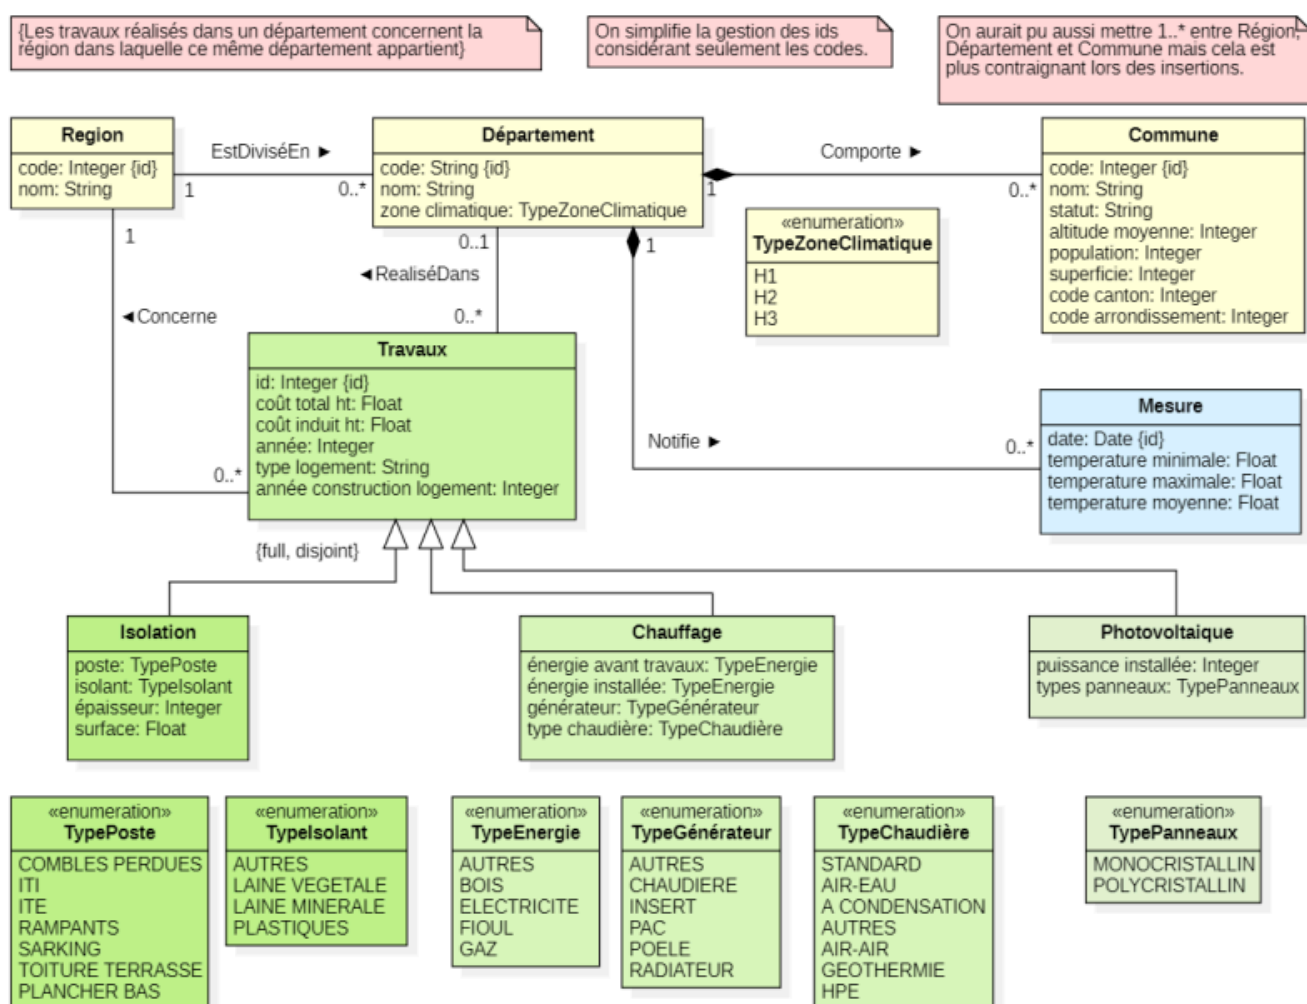 {Les travaux réalisés dans un département concernent la
région dans laquelle ce même département appartient}
On simplifie la gestion des ids
considérant seulement les codes.
On aurait pu aussi mettre 1..* entre Région,
Département et Commune mais cela est
plus contraignant lors des insertions.
Region
code: Integer {id}
nom: String
EstDiviséEn ►
1
0..*
Département
code: String {id}
nom: String
zone climatique: TypeZoneClimatique
Comporte ►
1
0..*
Commune
code: Integer {id}
nom: String
statut: String
altitude moyenne: Integer
population: Integer
superficie: Integer
code canton: Integer
code arrondissement: Integer
«enumeration»
TypeZoneClimatique
H1
H2
H3
1
◄Concerne
0..*
0..1
◄RealiséDans
0..*
1
Notifie ►
0..*
Travaux
id: Integer {id}
coût total ht: Float
coût induit ht: Float
année: Integer
type logement: String
année construction logement: Integer
Mesure
date: Date {id}
temperature minimale: Float
temperature maximale: Float
temperature moyenne: Float
{full, disjoint}
Isolation
poste: TypePoste
isolant: TypeIsolant
épaisseur: Integer
surface: Float
Chauffage
énergie avant travaux: TypeEnergie
énergie installée: TypeEnergie
générateur: TypeGénérateur
type chaudière: TypeChaudière
Photovoltaique
puissance installée: Integer
types panneaux: TypePanneaux
«enumeration»
TypePoste
COMBLES PERDUES
ITI
ITE
RAMPANTS
SARKING
TOITURE TERRASSE
PLANCHER BAS
«enumeration»
TypeIsolant
AUTRES
LAINE VEGETALE
LAINE MINERALE
PLASTIQUES
«enumeration»
TypeEnergie
AUTRES
BOIS
ELECTRICITE
FIOUL
GAZ
«enumeration»
TypeGénérateur
AUTRES
CHAUDIERE
INSERT
PAC
POELE
RADIATEUR
«enumeration»
TypeChaudière
STANDARD
AIR-EAU
A CONDENSATION
AUTRES
AIR-AIR
GEOTHERMIE
HPE
«enumeration»
TypePanneaux
MONOCRISTALLIN
POLYCRISTALLIN